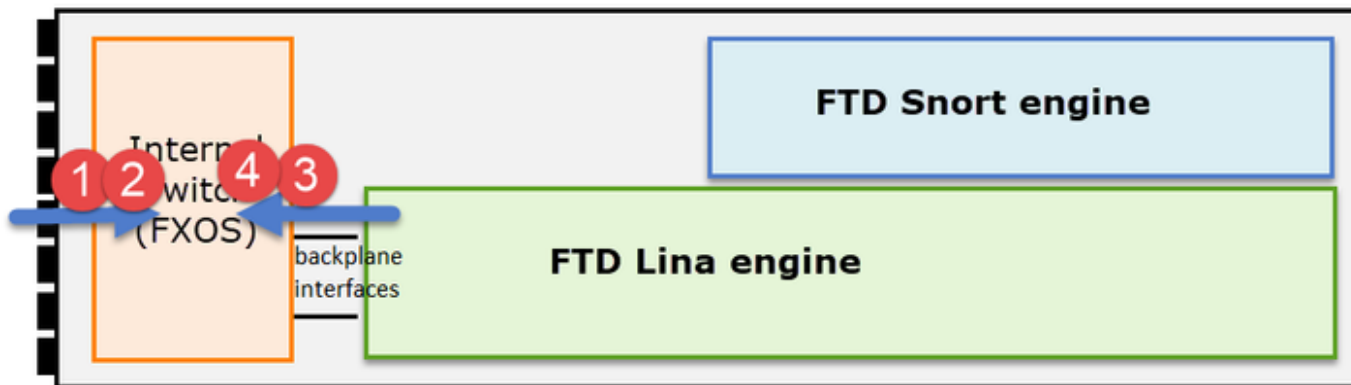 FTD Snort engine
1 2 4 3
(FXOS)
backplane
interfaces
FTD Lina engine